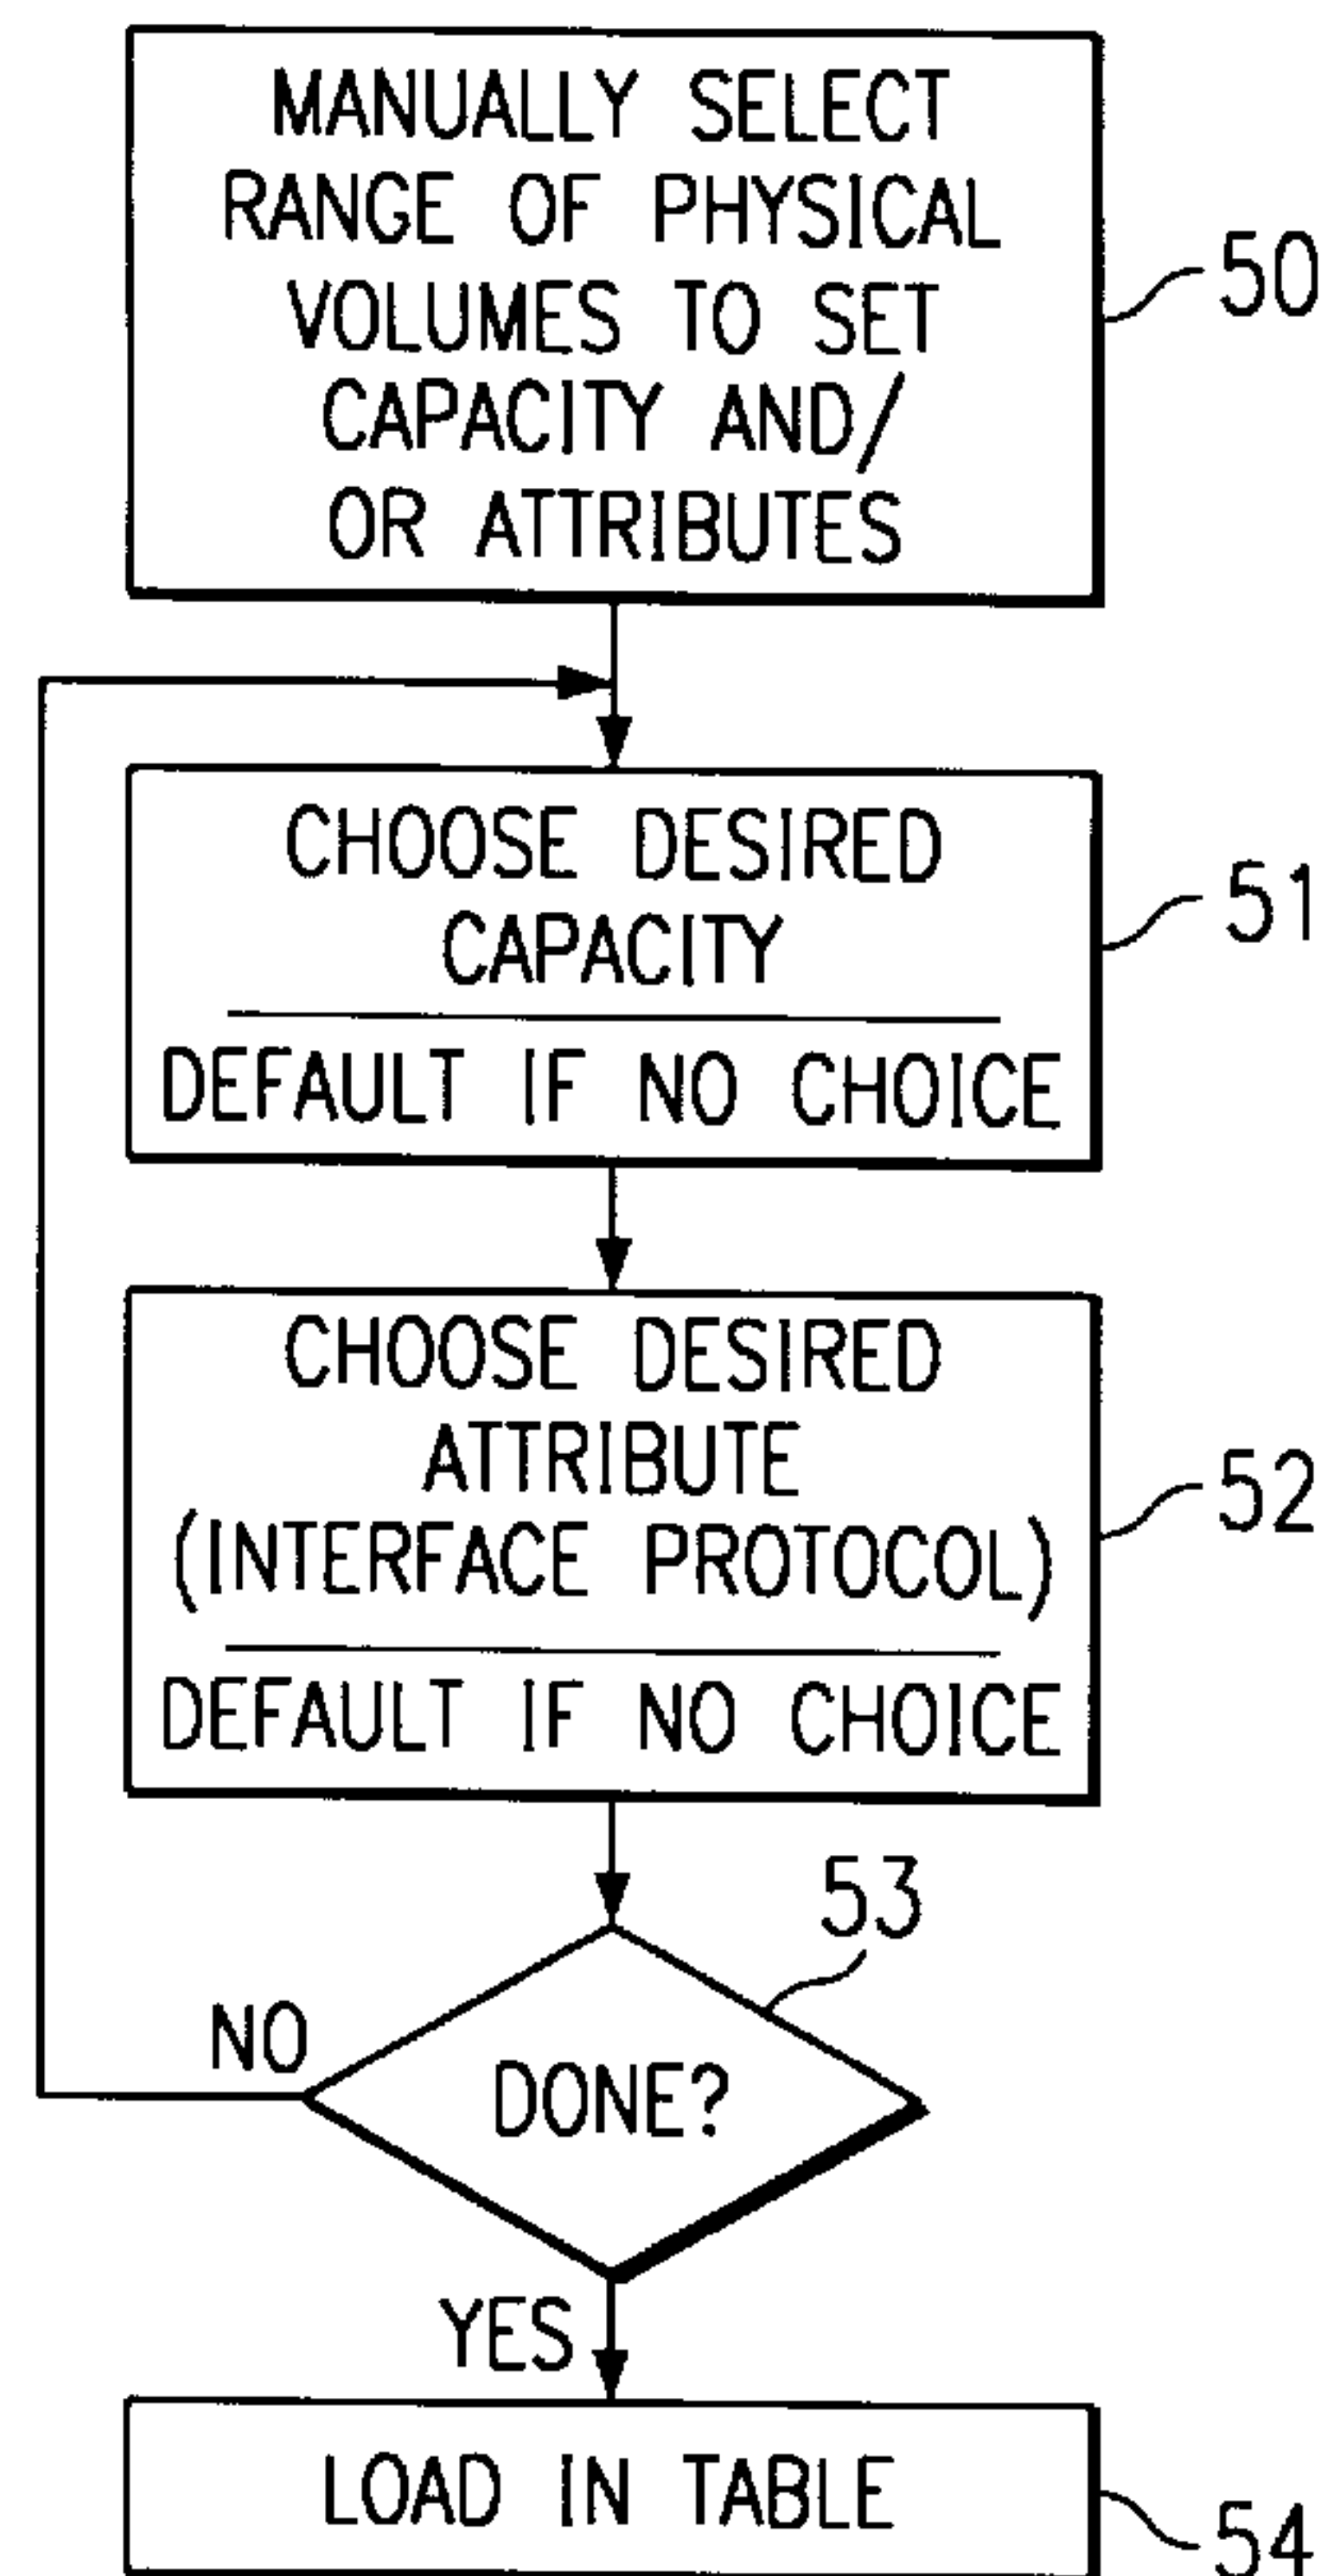 MANUALLY SELECT
RANGE OF PHYSICAL
VOLUMES TO SET
CAPACITY AND/
OR ATTRIBUTES
50
CHOOSE DESIRED
CAPACITY
DEFAULT IF NO CHOICE
51
CHOOSE DESIRED
ATTRIBUTE
(INTERFACE PROTOCOL)
DEFAULT IF NO CHOICE
52
53
NO
DONE?
YES
LOAD IN TABLE
54